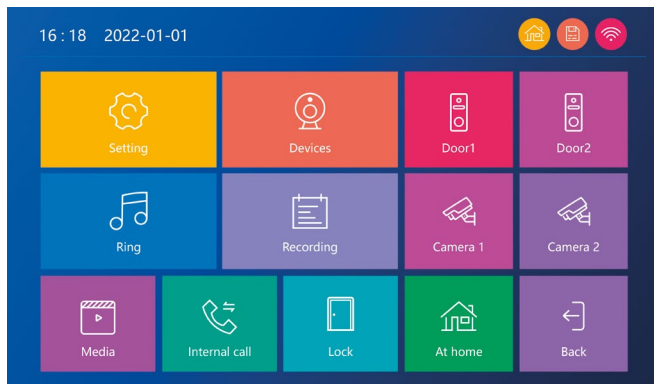 16 : 18 2022-01-01
Setting Devices Door1 Door2
Ring Recording Camera 1 Camera 2
Media Internal call Lock At home Back